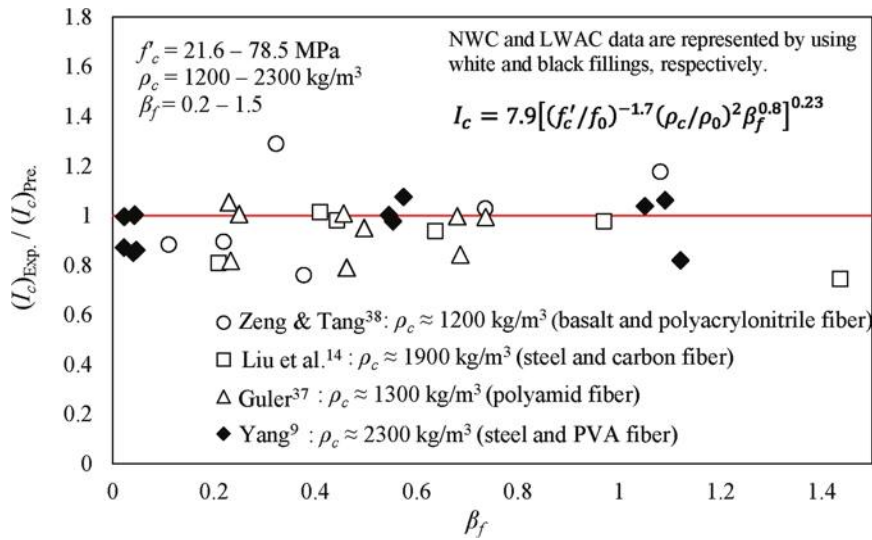 f'c = 21.6 – 78.5 MPa
ρc = 1200 – 2300 kg/m³
βf = 0.2 – 1.5
NWC and LWAC data are represented by using
white and black fillings, respectively.
Ic = 7.9[(fc'/f0)^−1.7(ρc/ρ0)^2 βf^0.8]^0.23
(Ic)Exp. / (Ic)Pre.
1.8
1.6
1.4
1.2
1
0.8
0.6
0.4
0.2
0
Zeng & Tang³⁸: ρc ≈ 1200 kg/m³ (basalt and polyacrylonitrile fiber)
Liu et al.¹⁴ : ρc ≈ 1900 kg/m³ (steel and carbon fiber)
Guler³⁷ : ρc ≈ 1300 kg/m³ (polyamid fiber)
Yang⁹ : ρc ≈ 2300 kg/m³ (steel and PVA fiber)
0 0.2 0.4 0.6 0.8 1 1.2 1.4
βf